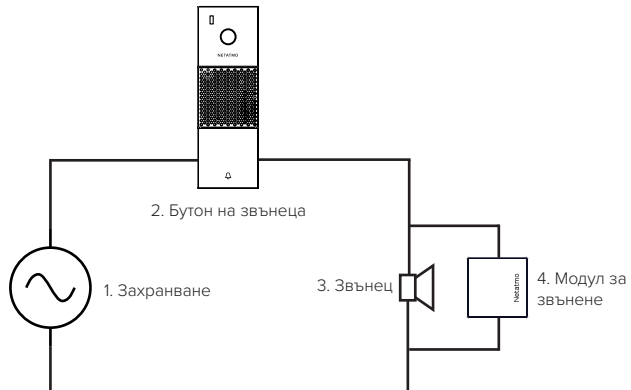 NETATMO
2. Бутон на звънеца
1. Захранване
3. Звънец
Netatmo
4. Модул за
звънене